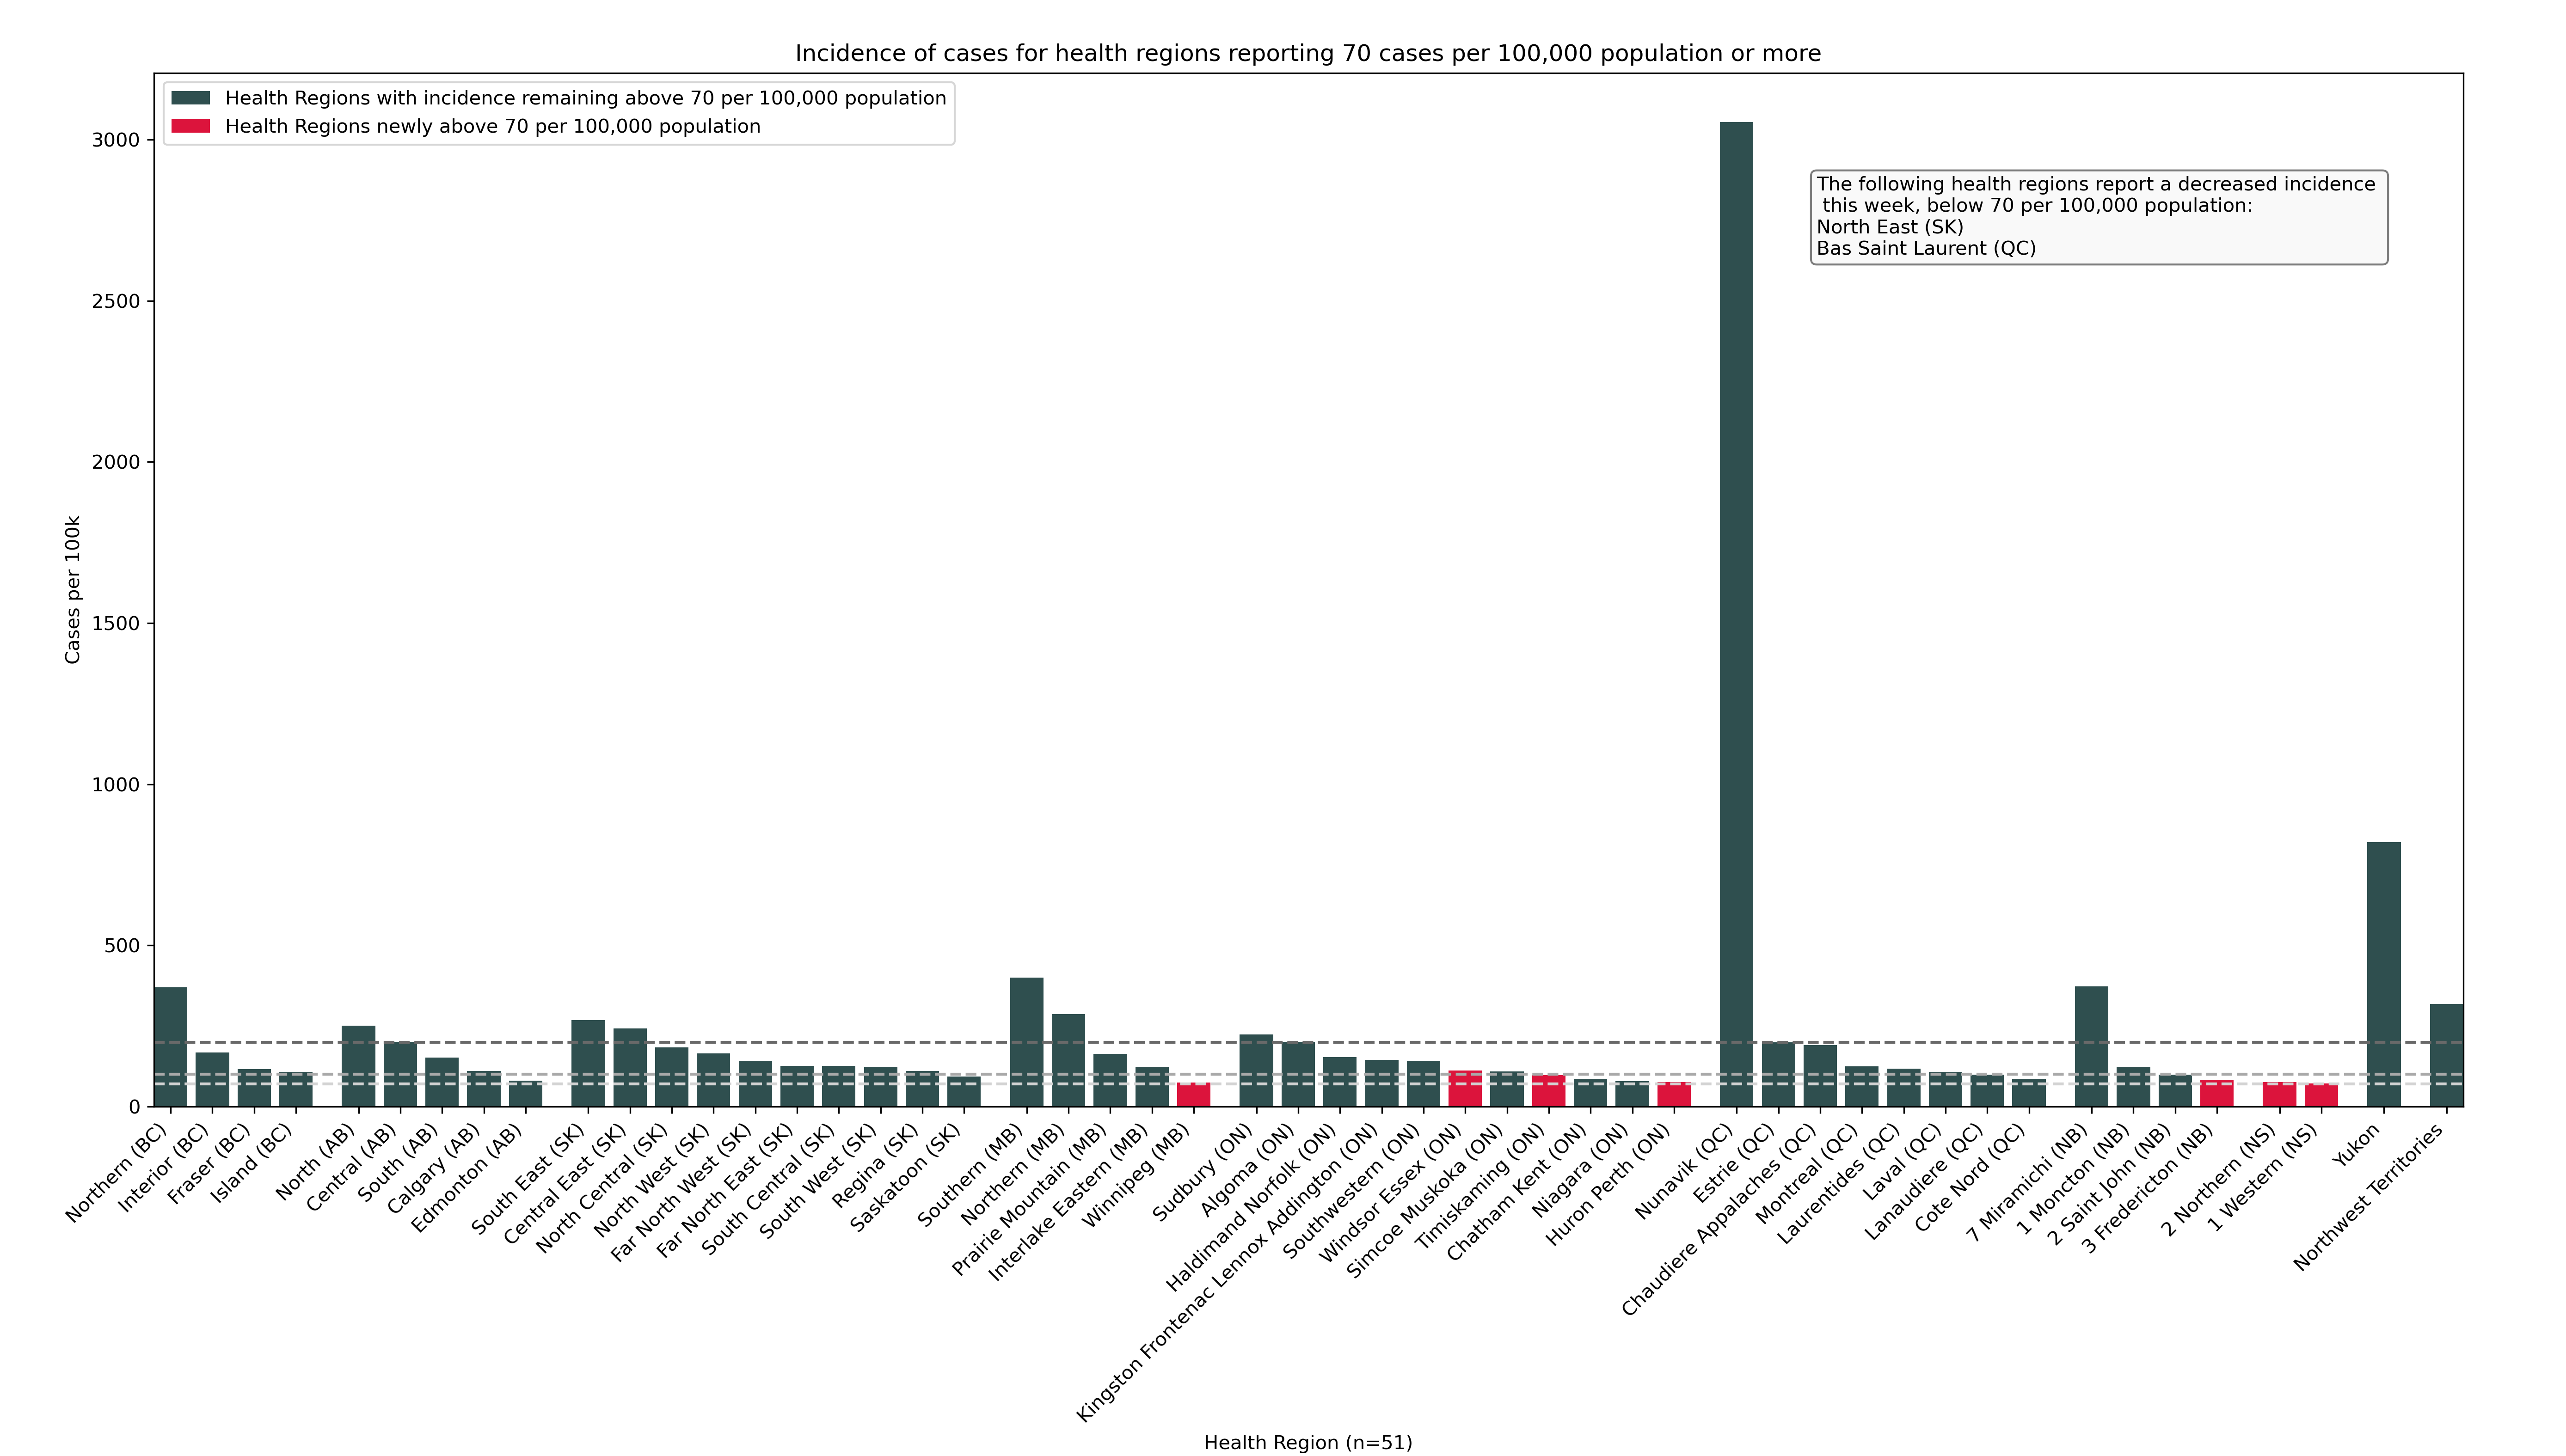 Incidence of cases for health regions reporting 70 cases per 100,000 population or more
Health Regions with incidence remaining above 70 per 100,000 population
Health Regions newly above 70 per 100,000 population
The following health regions report a decreased incidence
this week, below 70 per 100,000 population:
North East (SK)
Bas Saint Laurent (QC)
Cases per 100k
3000
2500
2000
1500
1000
500
0
Northern (BC)
Interior (BC)
Fraser (BC)
Island (BC)
North (AB)
Central (AB)
South (AB)
Calgary (AB)
Edmonton (AB)
South East (SK)
Central East (SK)
North Central (SK)
North West (SK)
Far North West (SK)
Far North East (SK)
South Central (SK)
South West (SK)
Regina (SK)
Saskatoon (SK)
Southern (MB)
Northern (MB)
Prairie Mountain (MB)
Interlake Eastern (MB)
Winnipeg (MB)
Sudbury (ON)
Algoma (ON)
Haldimand Norfolk (ON)
Kingston Frontenac Lennox Addington (ON)
Southwestern (ON)
Windsor Essex (ON)
Simcoe Muskoka (ON)
Timiskaming (ON)
Chatham Kent (ON)
Niagara (ON)
Huron Perth (ON)
Nunavik (QC)
Estrie (QC)
Chaudiere Appalaches (QC)
Montreal (QC)
Laurentides (QC)
Laval (QC)
Lanaudiere (QC)
Cote Nord (QC)
7 Miramichi (NB)
1 Moncton (NB)
2 Saint John (NB)
3 Fredericton (NB)
2 Northern (NS)
1 Western (NS)
Yukon
Northwest Territories
Health Region (n=51)